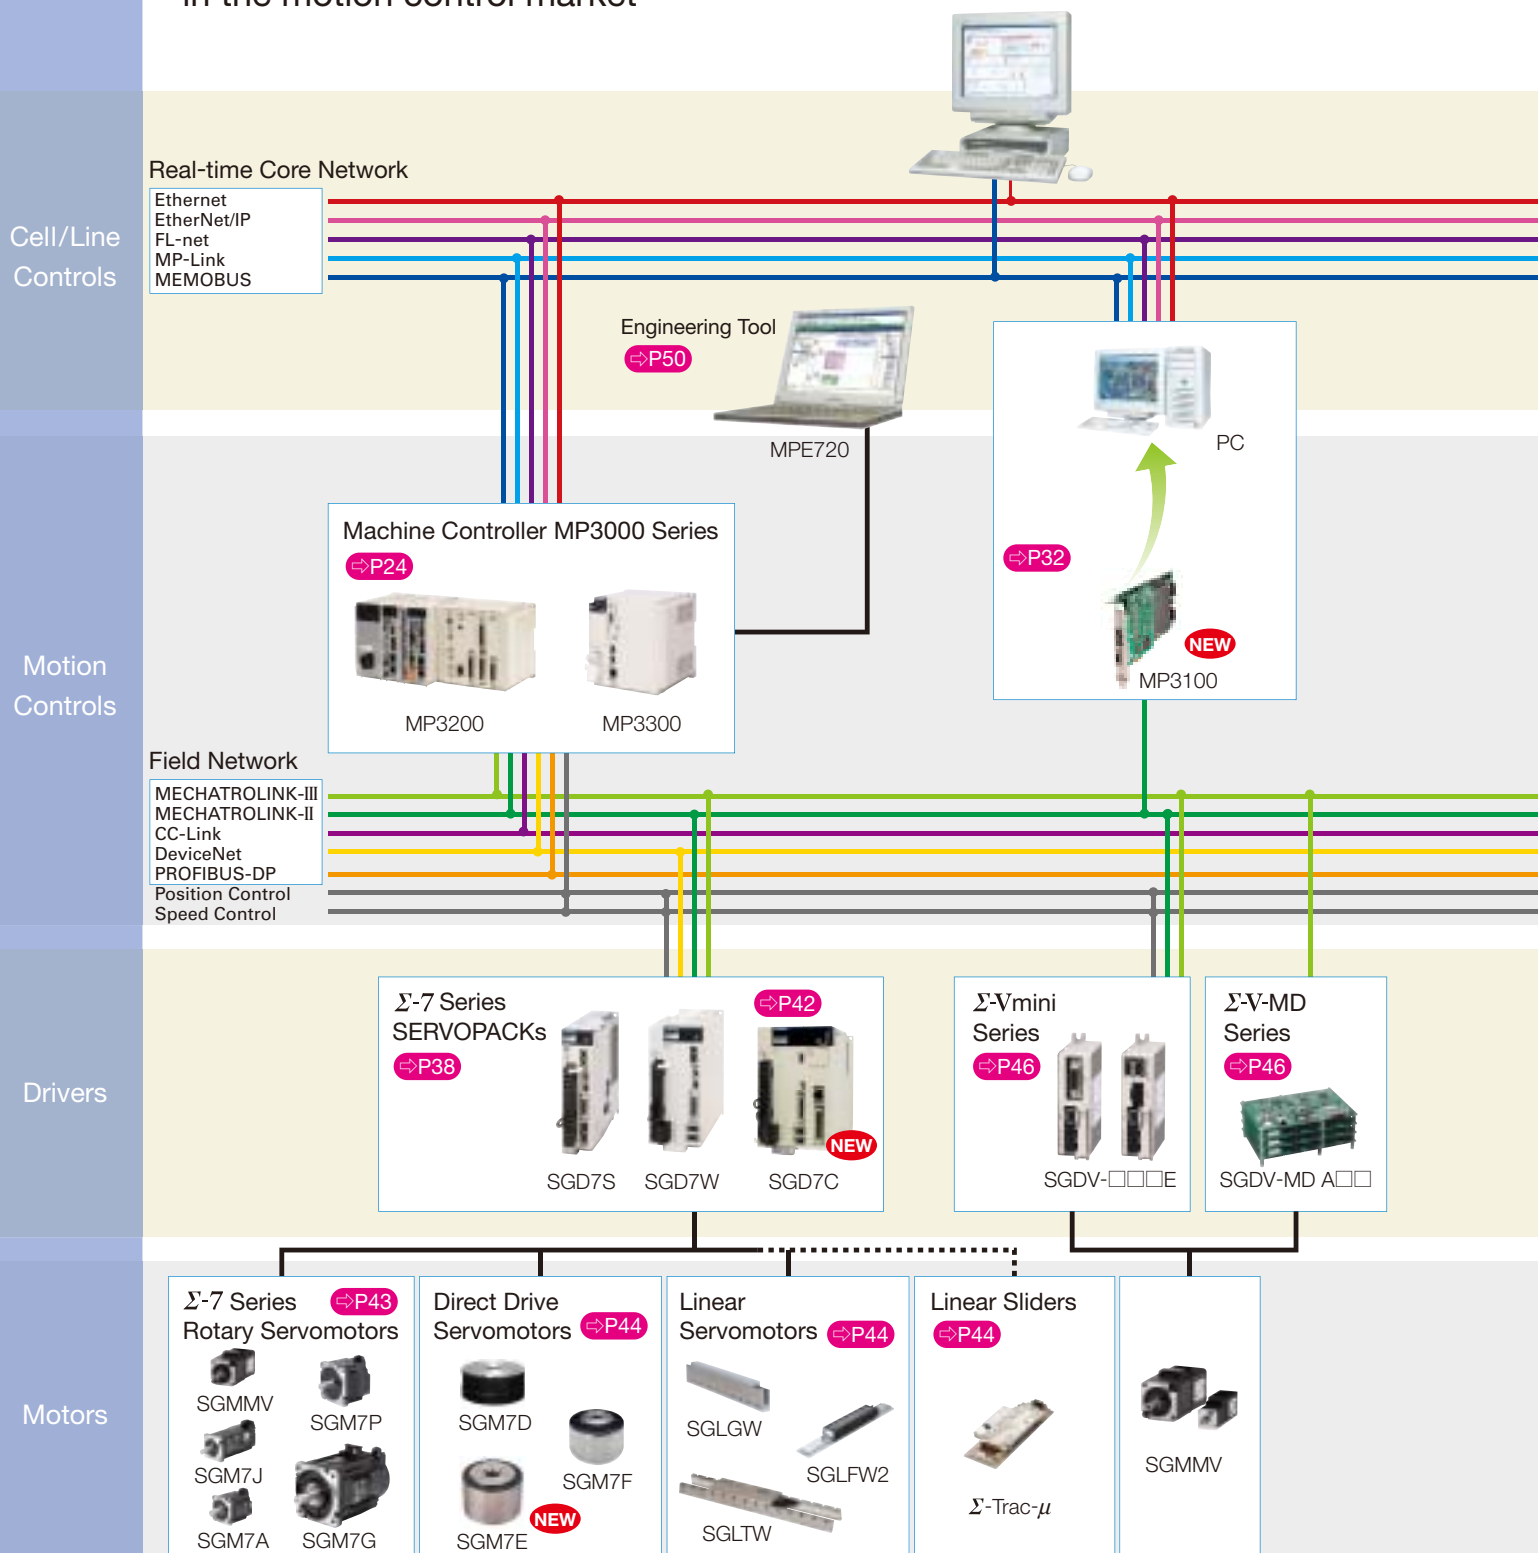 in the motion control market
Real-time Core Network
Ethernet
EtherNet/IP
FL-net
MP-Link
MEMOBUS
Cell/Line
Controls
Engineering Tool
⇨P50
MPE720
PC
Machine Controller MP3000 Series
⇨P24
MP3200
MP3300
⇨P32
NEW
MP3100
Motion
Controls
Field Network
MECHATROLINK-III
MECHATROLINK-II
CC-Link
DeviceNet
PROFIBUS-DP
Position Control
Speed Control
Drivers
Σ-7 Series
SERVOPACKs
⇨P38
⇨P42
NEW
SGD7S
SGD7W
SGD7C
Σ-Vmini
Series
⇨P46
SGDV-□□□E
Σ-V-MD
Series
⇨P46
SGDV-MD A□□
Motors
Σ-7 Series
⇨P43
Rotary Servomotors
SGMMV
SGM7P
SGM7J
SGM7A
SGM7G
Direct Drive
Servomotors
⇨P44
SGM7D
SGM7F
NEW
SGM7E
Linear
Servomotors
⇨P44
SGLGW
SGLFW2
SGLTW
Linear Sliders
⇨P44
Σ-Trac-μ
SGMMV